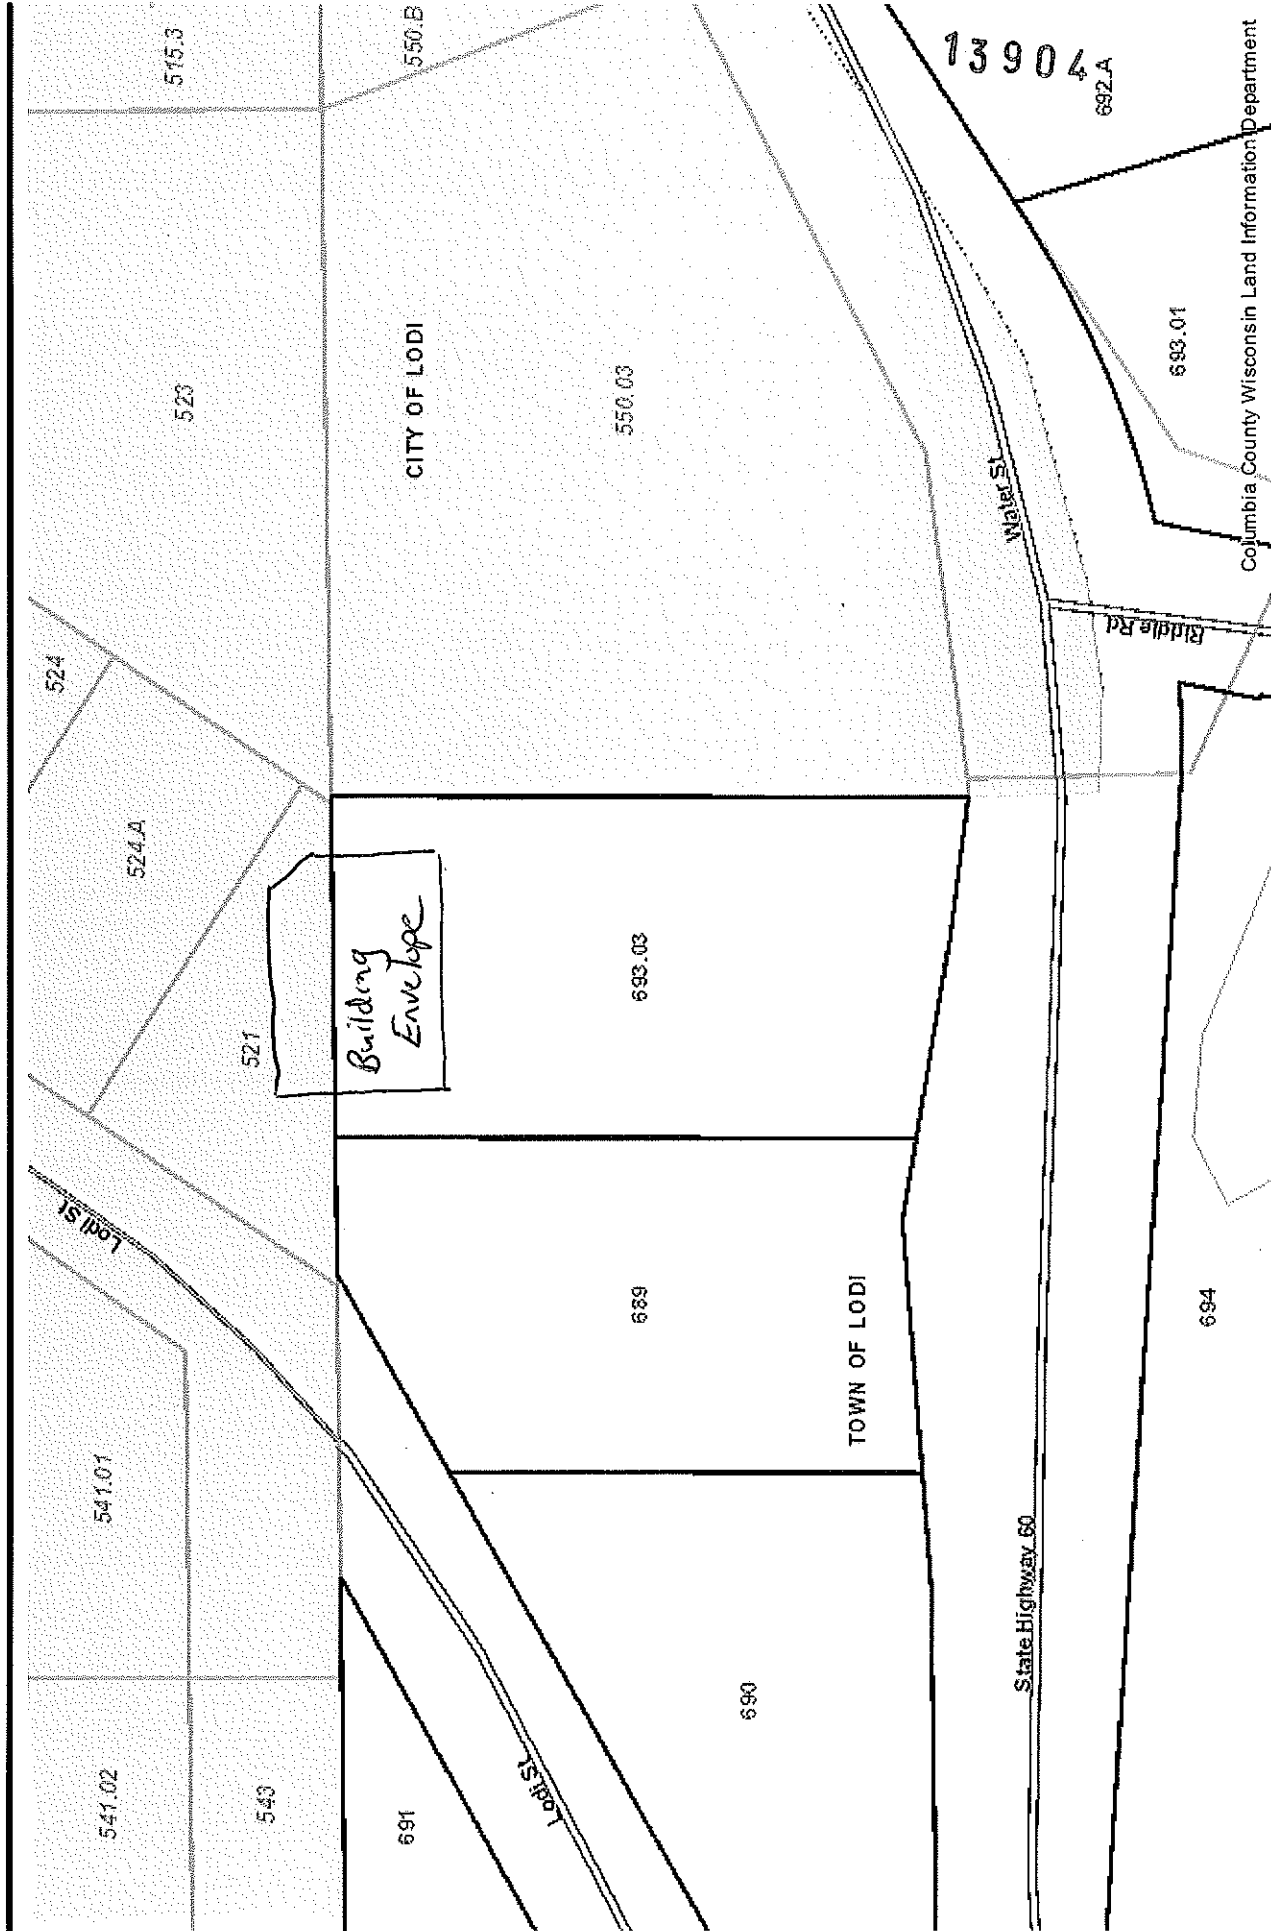 541.02
541.01
Lodi St
524
524.A
515.3
523
543
521
Building
Envelope
691
CITY OF LODI
550.B
Lodi St
689
693.03
550.03
690
TOWN OF LODI
13904
State Highway 60
Water St
692.A
Riddle Rd
693.01
694
Columbia County Wisconsin Land Information Department